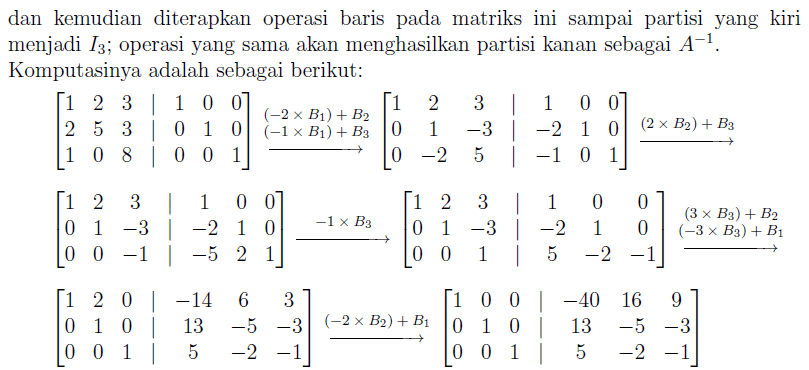 dan kemudian diterapkan operasi baris pada matriks ini sampai partisi yang kiri
menjadi I₃; operasi yang sama akan menghasilkan partisi kanan sebagai A⁻¹.
Komputasinya adalah sebagai berikut:
[1 2 3 | 1 0 0] (−2 × B₁) + B₂ [1 2 3 | 1 0 0]
[2 5 3 | 0 1 0] (−1 × B₁) + B₃ [0 1 −3 | −2 1 0] (2 × B₂) + B₃
[1 0 8 | 0 0 1] ⟶ [0 −2 5 | −1 0 1] ⟶
[1 2 3 | 1 0 0] [1 2 3 | 1 0 0] (3 × B₃) + B₂
[0 1 −3 | −2 1 0] −1 × B₃ [0 1 −3 | −2 1 0] (−3 × B₃) + B₁
[0 0 −1 | −5 2 1] ⟶ [0 0 1 | 5 −2 −1] ⟶
[1 2 0 | −14 6 3] [1 0 0 | −40 16 9]
[0 1 0 | 13 −5 −3] (−2 × B₂) + B₁ [0 1 0 | 13 −5 −3]
[0 0 1 | 5 −2 −1] ⟶ [0 0 1 | 5 −2 −1]